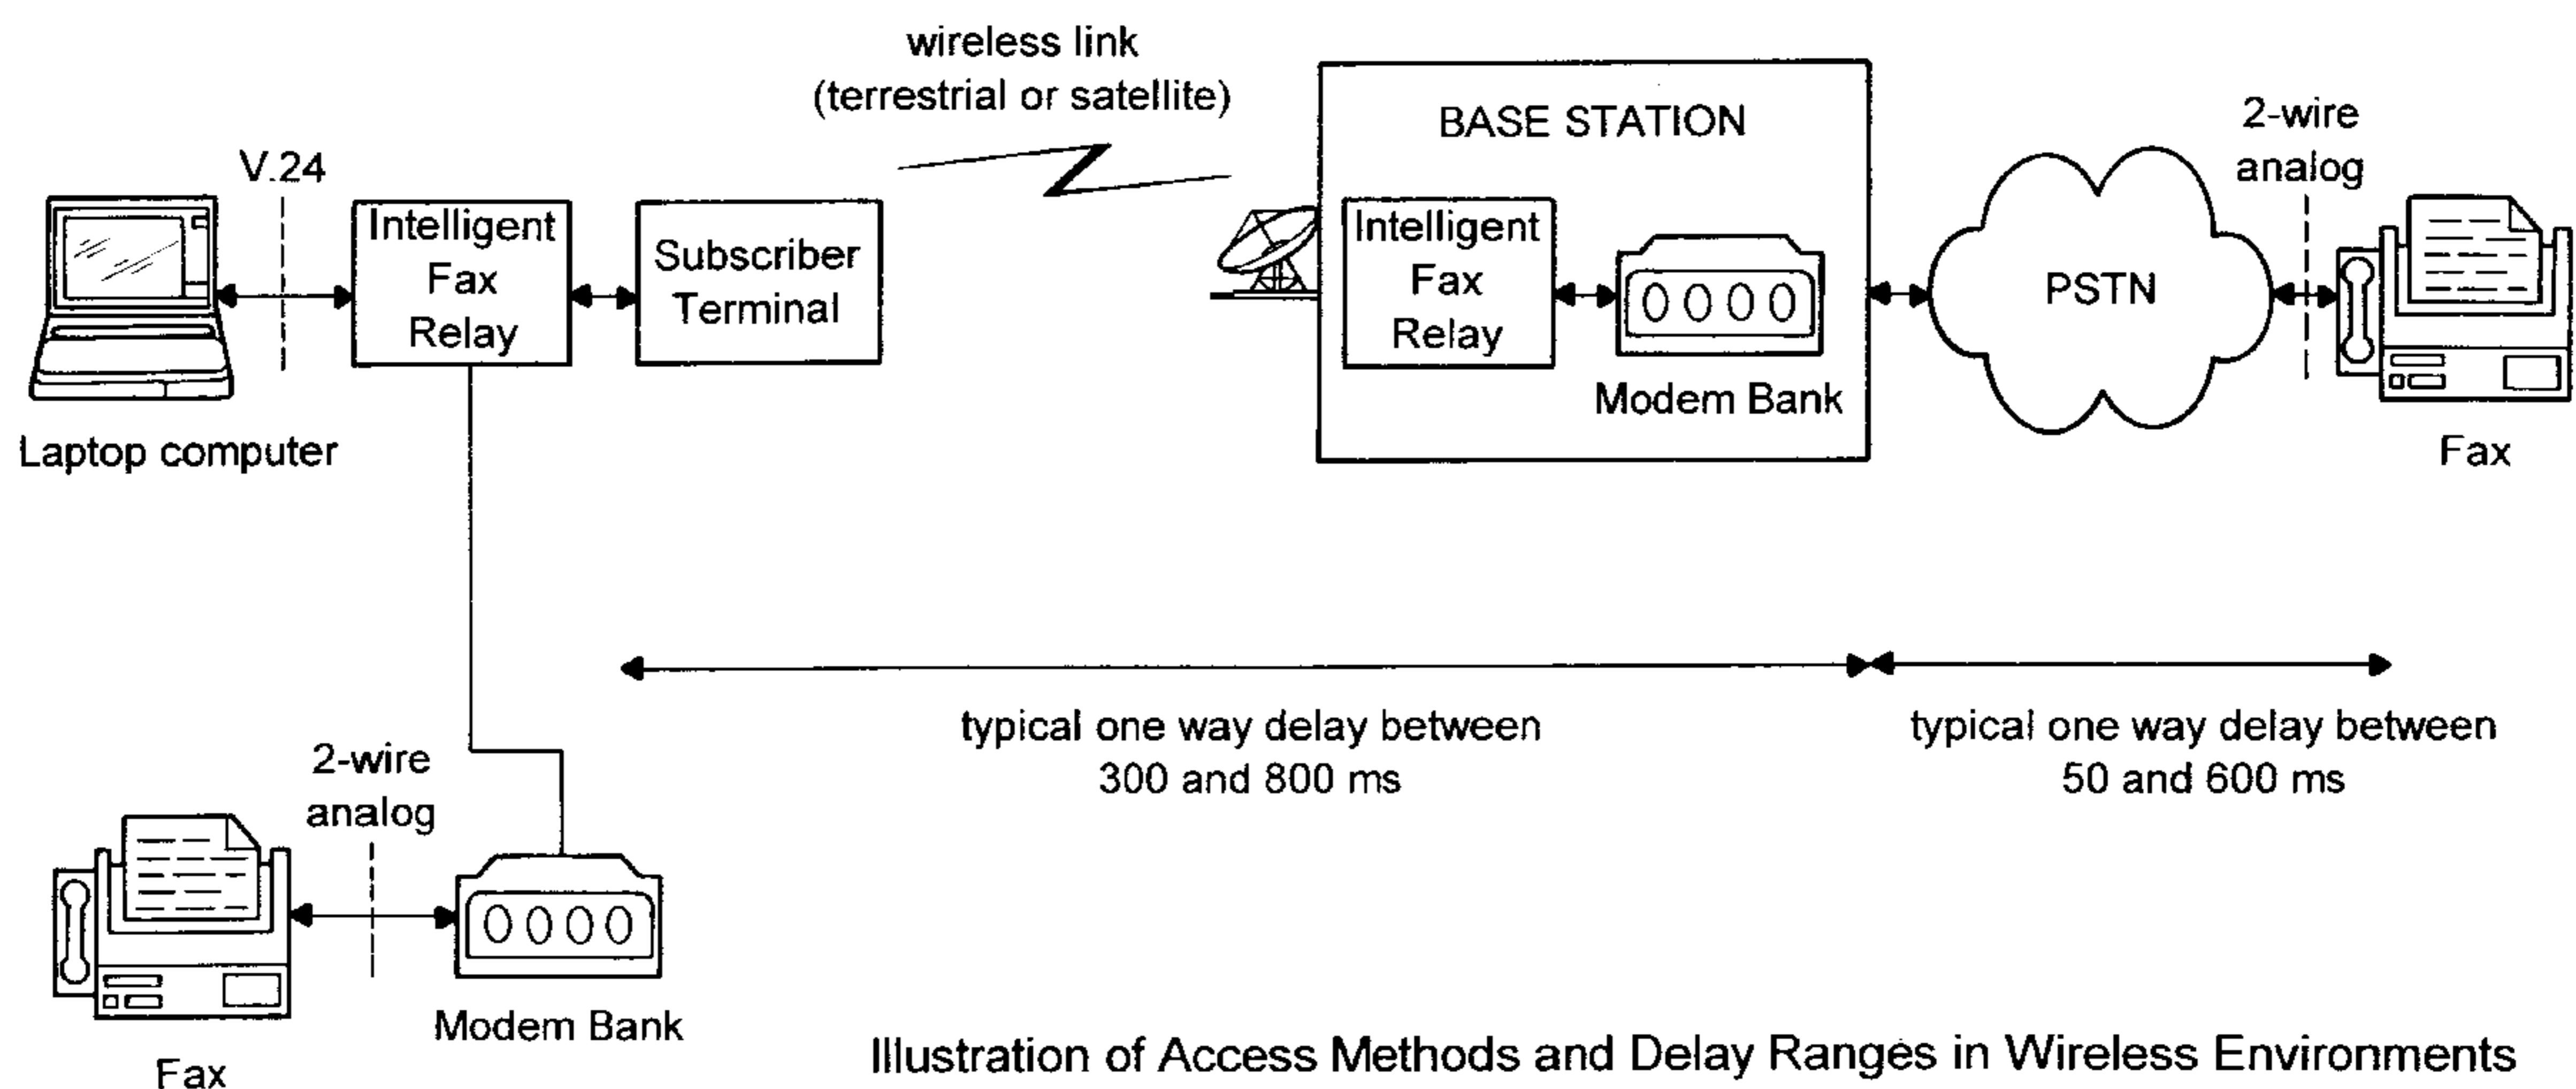 wireless link
(terrestrial or satellite)
V.24
Laptop computer
Intelligent
Fax
Relay
Subscriber
Terminal
BASE STATION
Intelligent
Fax
Relay
Modem Bank
PSTN
2-wire
analog
Fax
typical one way delay between
300 and 800 ms
typical one way delay between
50 and 600 ms
2-wire
analog
Fax
Modem Bank
Illustration of Access Methods and Delay Ranges in Wireless Environments